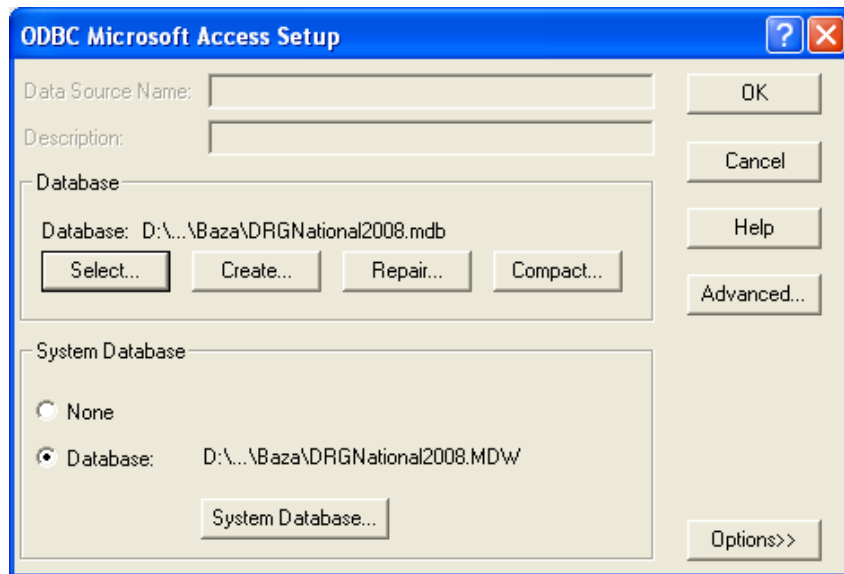 ODBC Microsoft Access Setup
Data Source Name:
OK
Description:
Cancel
Database
Database: D:\...\Baza\DRGNational2008.mdb
Help
Select...
Create...
Repair...
Compact...
Advanced...
System Database
None
Database: D:\...\Baza\DRGNational2008.MDW
System Database...
Options>>